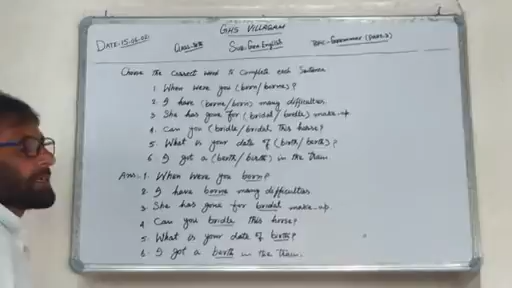 GHS VILLAGAM
DATE:-15.06.021 CLASS:- SUB:-Gen.English TOPIC:-Grammar
Choose the correct word to complete each sentence.
1. When were you (born/borne)?
2. I have (borne/born) many difficulties
3. She has gone for (bridal/bridle) make-up
4. Can you (bridle/bridal) this horse?
5. What is your date of (birth/berth)?
6. I got a (berth/birth) in the train
Ans:-1. When were you born?
2. I have borne many difficulties
3. She has gone for bridal make-up.
4. Can you bridle this horse?
5. What is your date of birth?
6. I got a berth in the train.